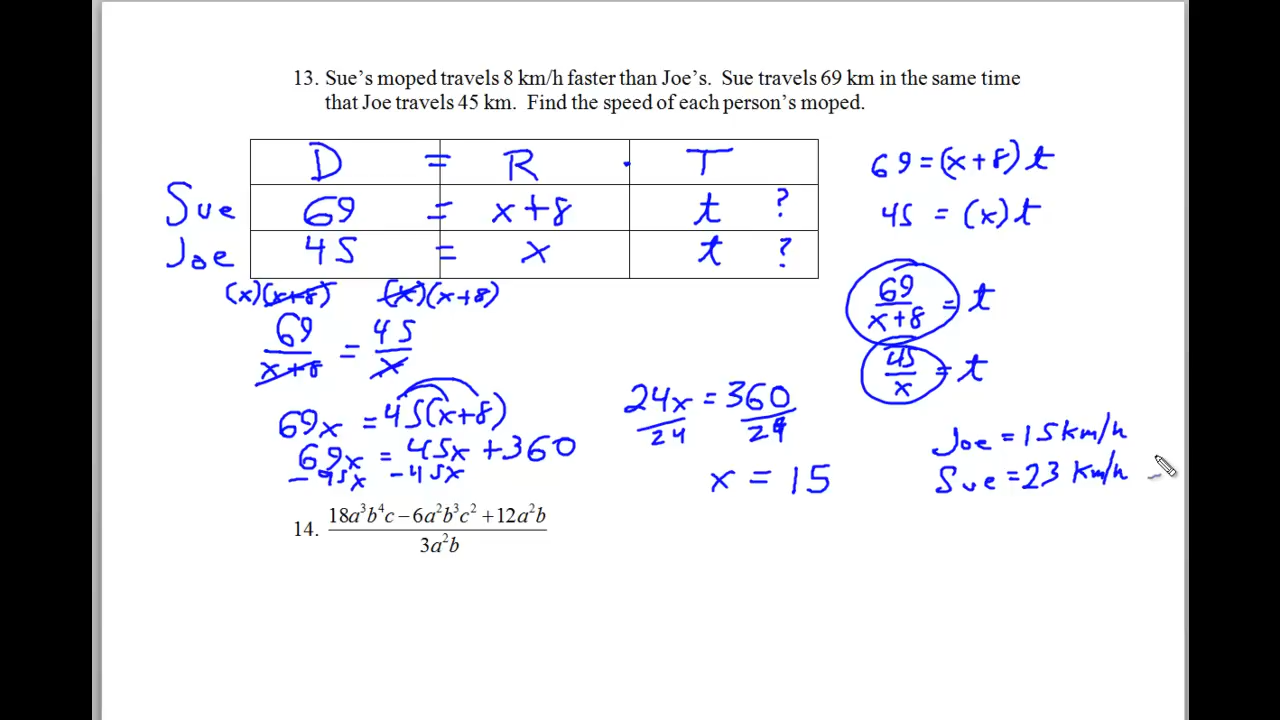 13. Sue's moped travels 8 km/h faster than Joe's. Sue travels 69 km in the same time
that Joe travels 45 km. Find the speed of each person's moped.
D = R · T
Sue 69 = x+8 t ?
Joe 45 = x t ?
69 = (x+8)t
45 = (x)t
69/(x+8) = t
45/x = t
(x)(x+8) (x)(x+8)
69/(x+8) = 45/x
69x = 45(x+8)
69x = 45x + 360
-45x -45x
24x = 360
24 24
x = 15
Joe = 15 km/h
Sue = 23 km/h
14. (18a³b⁴c − 6a²b³c² + 12a²b)/(3a²b)